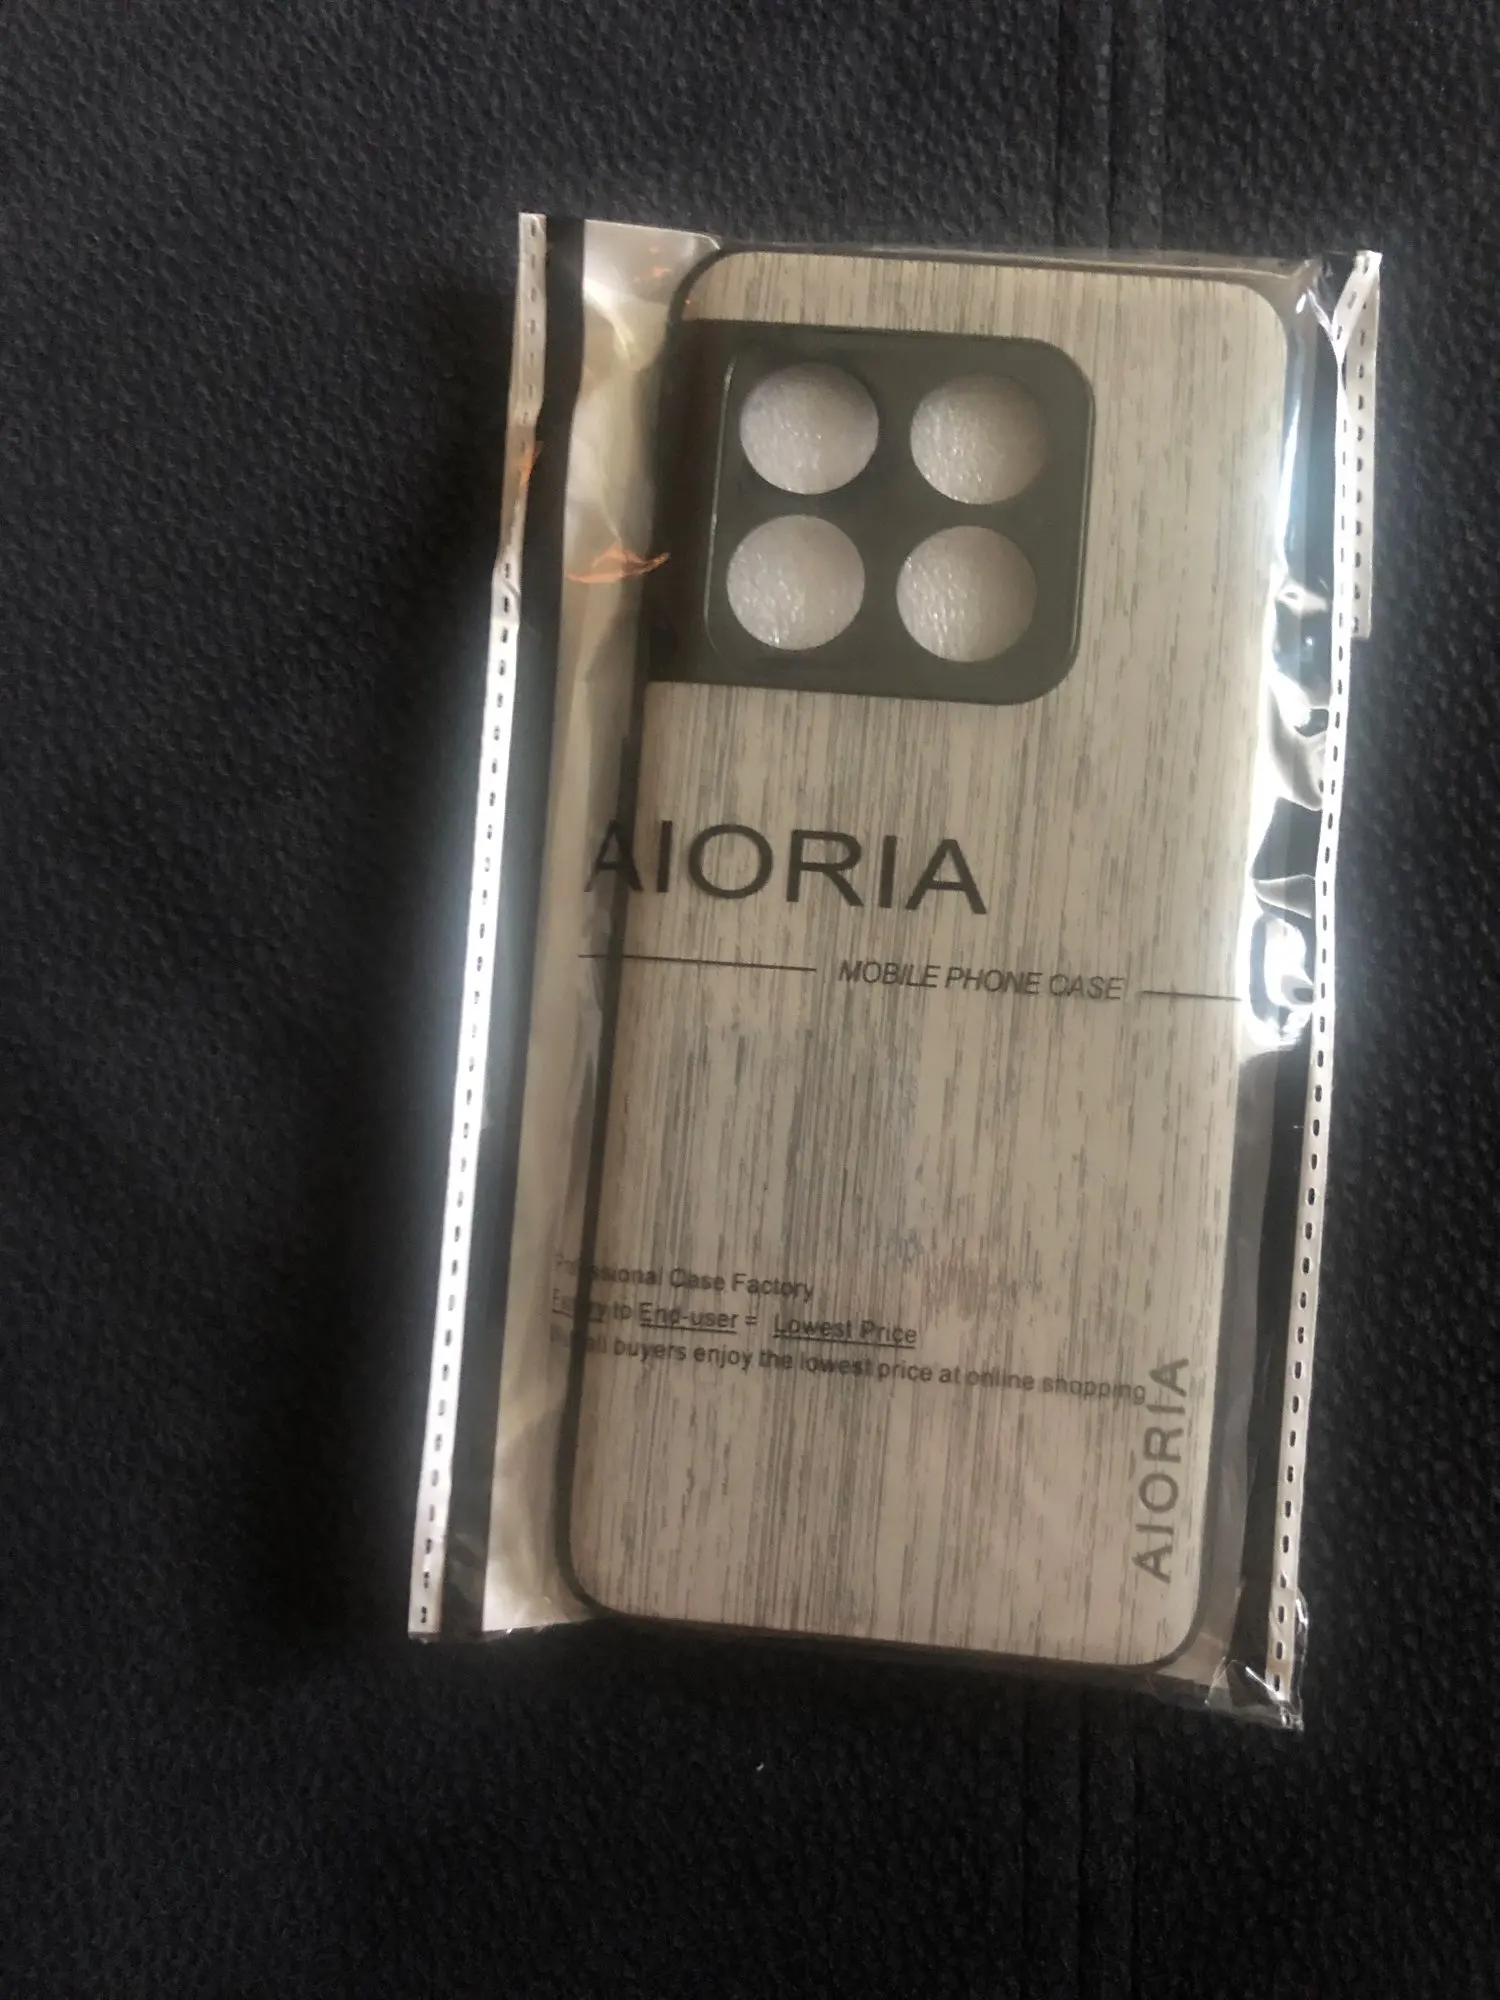 AIORIA
MOBILE PHONE CASE
Professional Case Factory
Factory to End-user = Lowest Price
all buyers enjoy the lowest price at online shopping
AIORIA